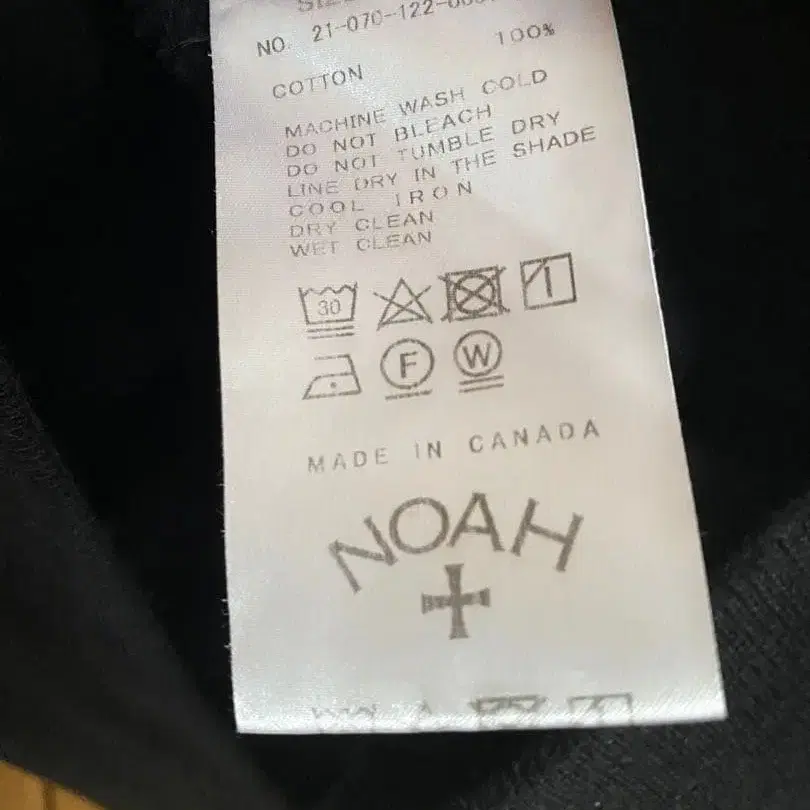 NO. 21-070-122-
100%
COTTON
MACHINE WASH COLD
DO NOT BLEACH
DO NOT TUMBLE DRY
LINE DRY IN THE SHADE
COOL IRON
DRY CLEAN
WET CLEAN
30
F W
MADE IN CANADA
NOAH